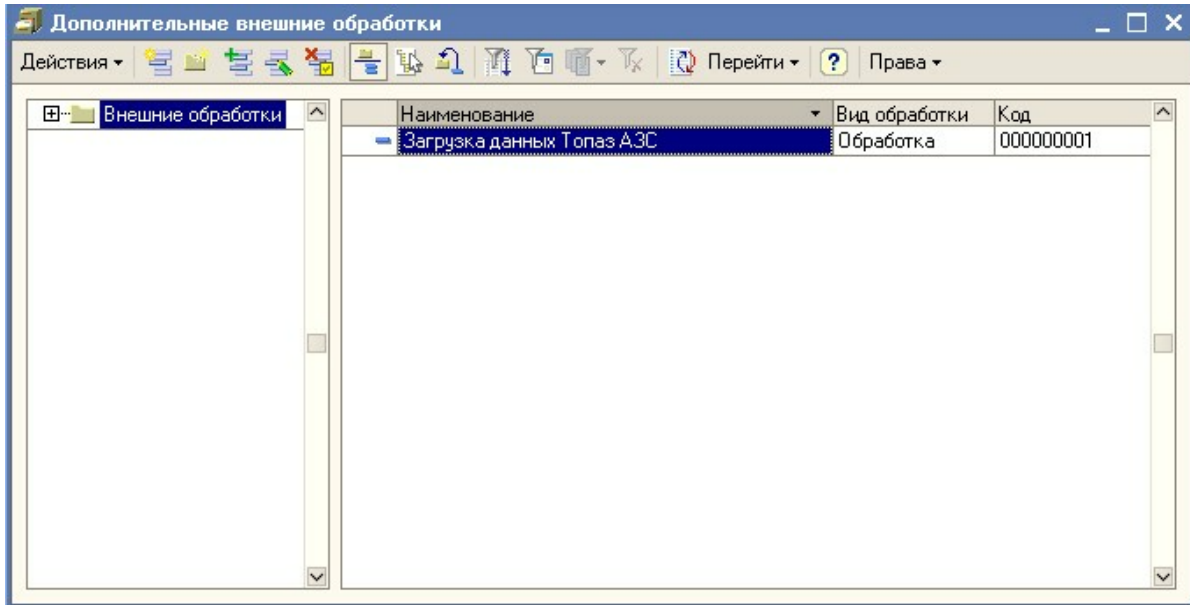 Дополнительные внешние обработки
Действия Перейти ? Права
Внешние обработки
Наименование Вид обработки Код
Загрузка данных Топаз АЗС Обработка 000000001